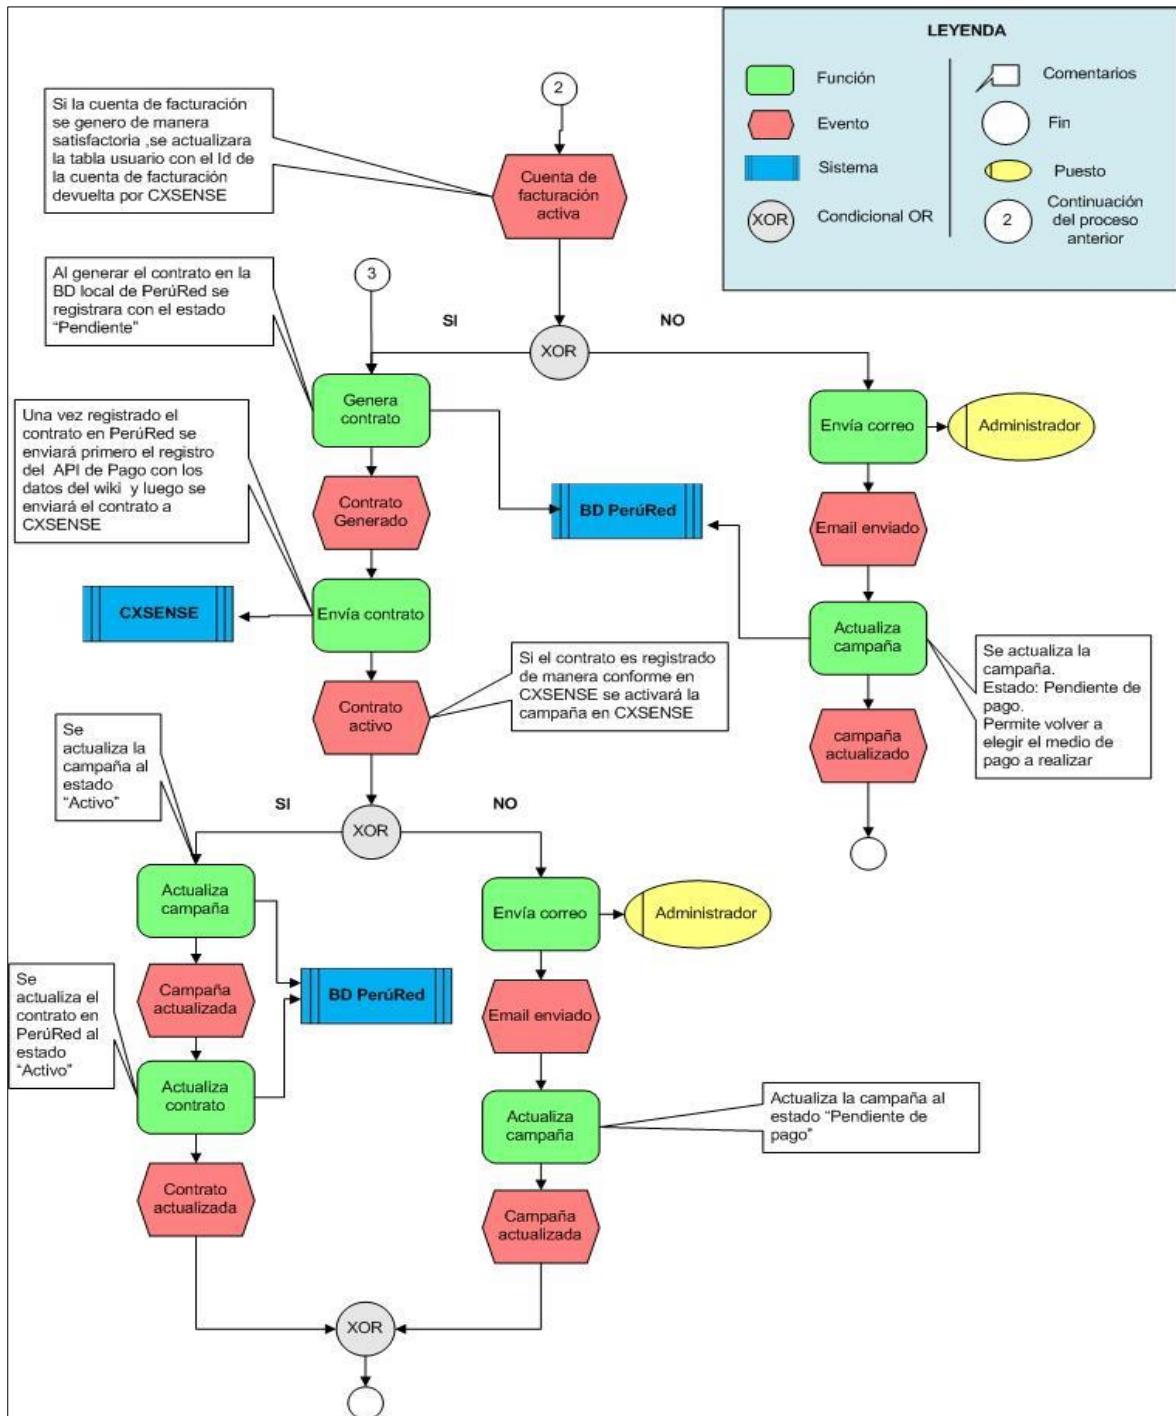 LEYENDA
Función
Evento
Sistema
XOR
Condicional OR
Comentarios
Fin
Puesto
2
Continuación
del proceso
anterior
2
Si la cuenta de facturación
se genero de manera
satisfactoria ,se actualizara
la tabla usuario con el Id de
la cuenta de facturación
devuelta por CXSENSE
Cuenta de
facturación
activa
Al generar el contrato en la
BD local de PerúRed se
registrara con el estado
“Pendiente”
3
SI
NO
XOR
Genera
contrato
Envía correo
Administrador
Una vez registrado el
contrato en PerúRed se
enviará primero el registro
del API de Pago con los
datos del wiki y luego se
enviará el contrato a
CXSENSE
Contrato
Generado
BD PerúRed
Email enviado
CXSENSE
Envía contrato
Actualiza
campaña
Si el contrato es registrado
de manera conforme en
CXSENSE se activará la
campaña en CXSENSE
Se actualiza la
campaña.
Estado: Pendiente de
pago.
Permite volver a
elegir el medio de
pago a realizar
Contrato
activo
campaña
actualizado
Se
actualiza la
campaña al
estado
“Activo”
SI
NO
XOR
Actualiza
campaña
Envía correo
Administrador
Se
actualiza el
contrato en
PerúRed al
estado
“Activo”
Campaña
actualizada
BD PerúRed
Email enviado
Actualiza
contrato
Actualiza
campaña
Actualiza la campaña al
estado “Pendiente de
pago”
Contrato
actualizada
Campaña
actualizada
XOR